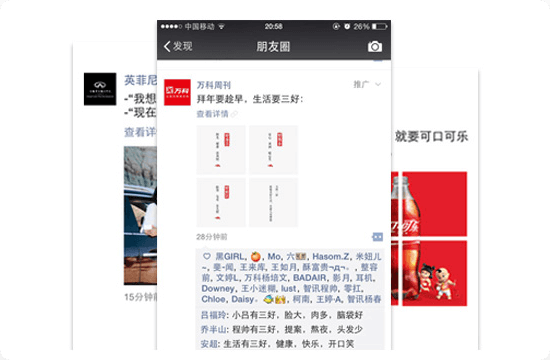 中国移动 20:58 26%
发现 朋友圈
英菲尼
-"我想
-"现在
查看详情
15分钟前
万科
万科周刊 推广
拜年要趁早，生活要三好：
查看详情
28分钟前
黑GIRL, Mo, 六 , Hasom.Z, 米妞儿
~, 斐-闻, 王来库, 王如月, 酥富贵¬д¬。, 整容
前, 文婷L, 万科杨培文, BADAIR, 影月, 耳机,
Downey, 王小迷糊, lust, 智讯程帅, 零扛,
Chloe, Daisy。 , 柯南, 王婷·A, 智讯杨春
吕福玲: 小吕有三好，脸大，肉多，脑袋好
乔半山: 程帅有三好，提案，熬夜，头发少
安超: 生活有三好，健康，快乐，开口笑
就要可口可乐